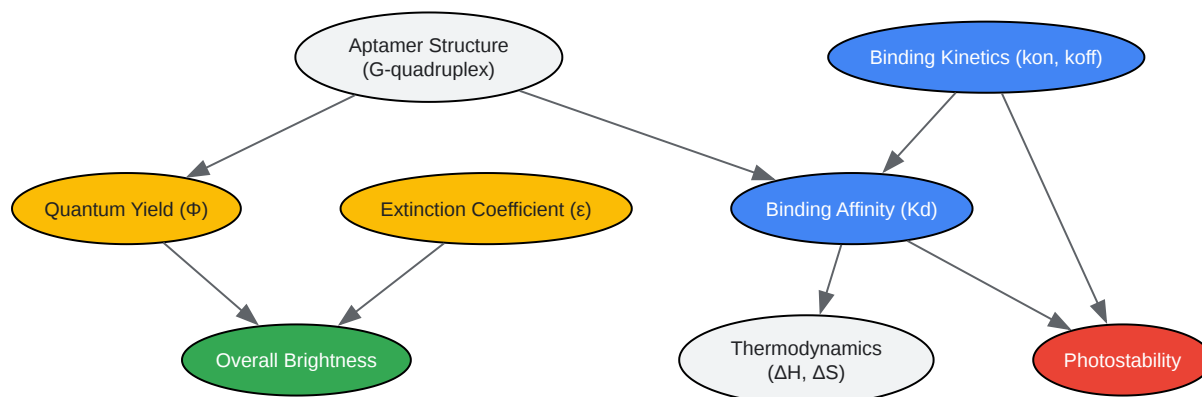 Aptamer Structure
(G-quadruplex)
Binding Kinetics (kon, koff)
Quantum Yield (Φ)
Extinction Coefficient (ε)
Binding Affinity (Kd)
Overall Brightness
Thermodynamics
(ΔH, ΔS)
Photostability